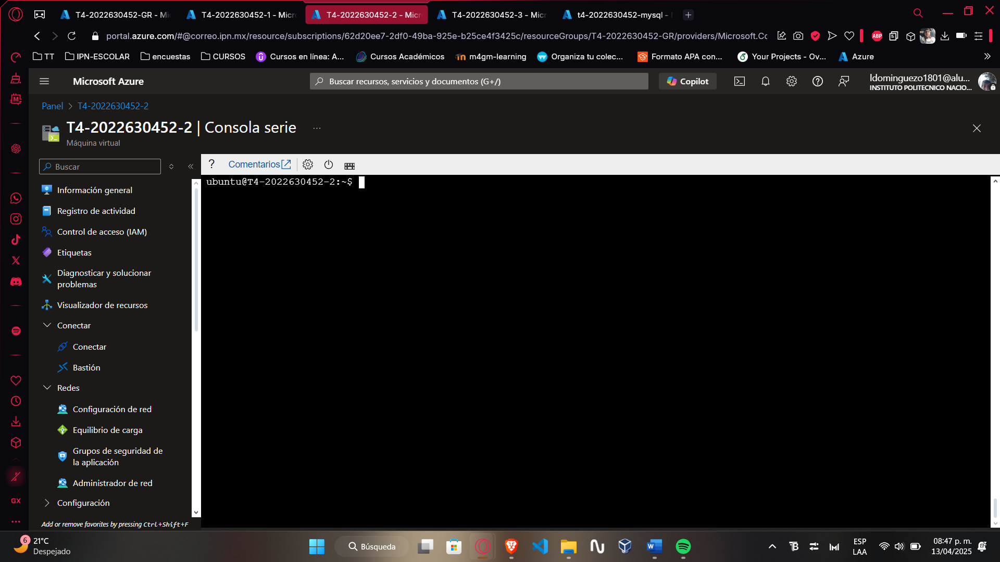 T4-2022630452-GR - Mi
T4-2022630452-1 - Micr
T4-2022630452-2 - Micr
T4-2022630452-3 - Micr
t4-2022630452-mysql -
portal.azure.com/#@correo.ipn.mx/resource/subscriptions/62d20ee7-2df0-49ba-925e-b25ce4f3425c/resourceGroups/T4-2022630452-GR/providers/Microsoft.Cc
ABP
TT
IPN-ESCOLAR
encuestas
CURSOS
Cursos en línea: A...
Cursos Académicos
m4gm-learning
Organiza tu colec...
Formato APA con...
Your Projects - Ov...
Azure
Microsoft Azure
Buscar recursos, servicios y documentos (G+/)
Copilot
ldominguezo1801@alu...
INSTITUTO POLITECNICO NACIO...
Panel > T4-2022630452-2
T4-2022630452-2 | Consola serie ...
Máquina virtual
Buscar
? Comentarios
ubuntu@T4-2022630452-2:~$
Información general
Registro de actividad
Control de acceso (IAM)
Etiquetas
Diagnosticar y solucionar
problemas
Visualizador de recursos
Conectar
Conectar
Bastión
Redes
Configuración de red
Equilibrio de carga
Grupos de seguridad de
la aplicación
Administrador de red
Configuración
Add or remove favorites by pressing Ctrl+Shift+F
GX
6
21°C
Despejado
Búsqueda
ESP
LAA
08:47 p. m.
13/04/2025